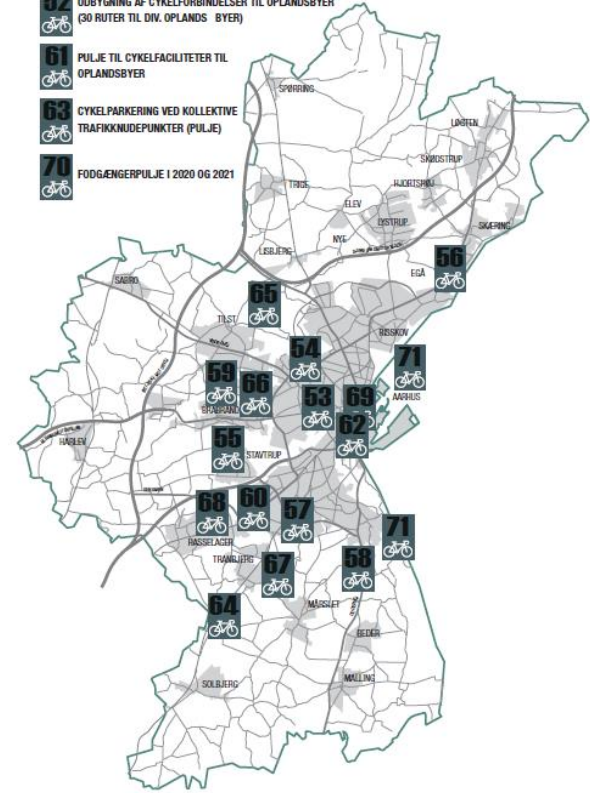 52 UDBYGNING AF CYKELFORBINDELSER TIL OPLANDSBYER
(30 RUTER TIL DIV. OPLANDS BYER)
61 PULJE TIL CYKELFACILITETER TIL
OPLANDSBYER
63 CYKELPARKERING VED KOLLEKTIVE
TRAFIKKNUDEPUNKTER (PULJE)
70 FODGÆNGERPULJE I 2020 OG 2021
SPØRRING
LØGTEN
SKØDSTRUP
TRIGE
HJORTSHØJ
ELEV
LYSTRUP
SKÆRING
NYE
LISBJERG
56
EGÅ
SABRO
65
TILST
RISSKOV
54
71
59
66
53
69
AARHUS
BRABRAND
62
HARLEV
55
STAVTRUP
68
60
57
71
HASSELAGER
TRANBJERG
67
58
64
MÅRSLET
BEDER
SOLBJERG
MALLING